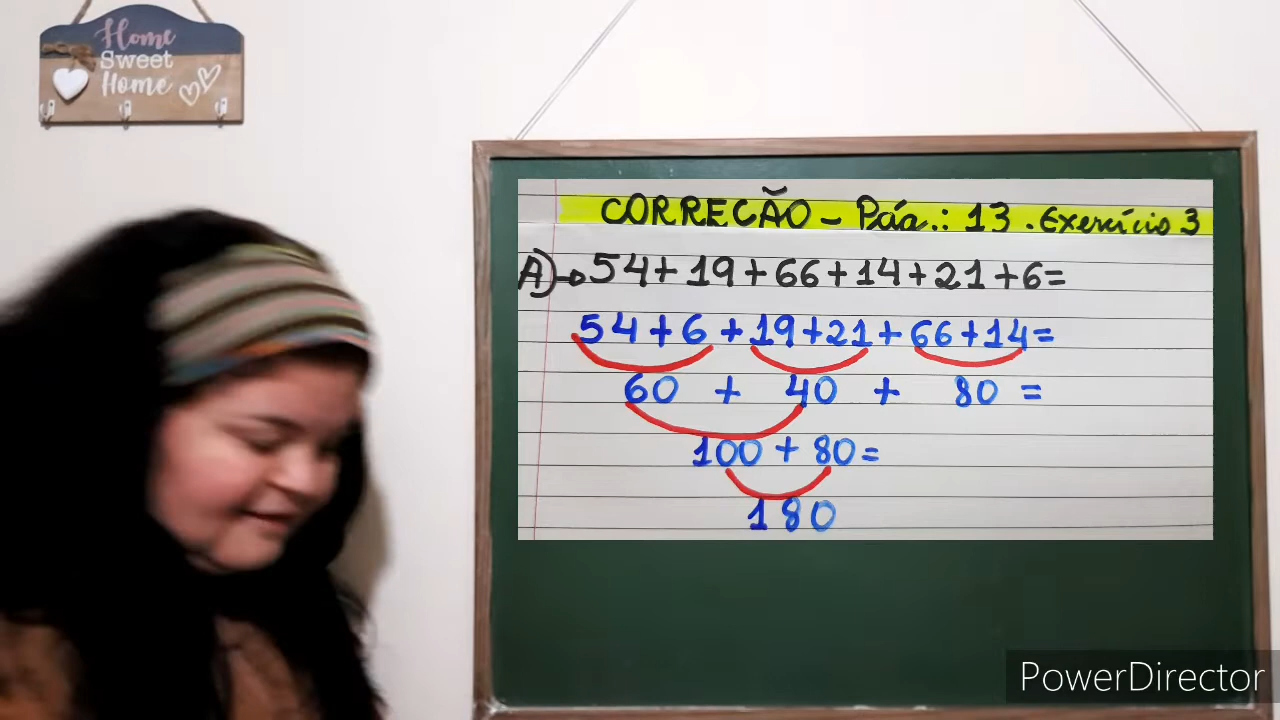 Home
Sweet
Home
CORREÇÃO - Pág.: 13 . Exercício 3
A)→ 54+19+66+14+21+6=
54+6+19+21+66+14=
60 + 40 + 80 =
100+80=
180
PowerDirector